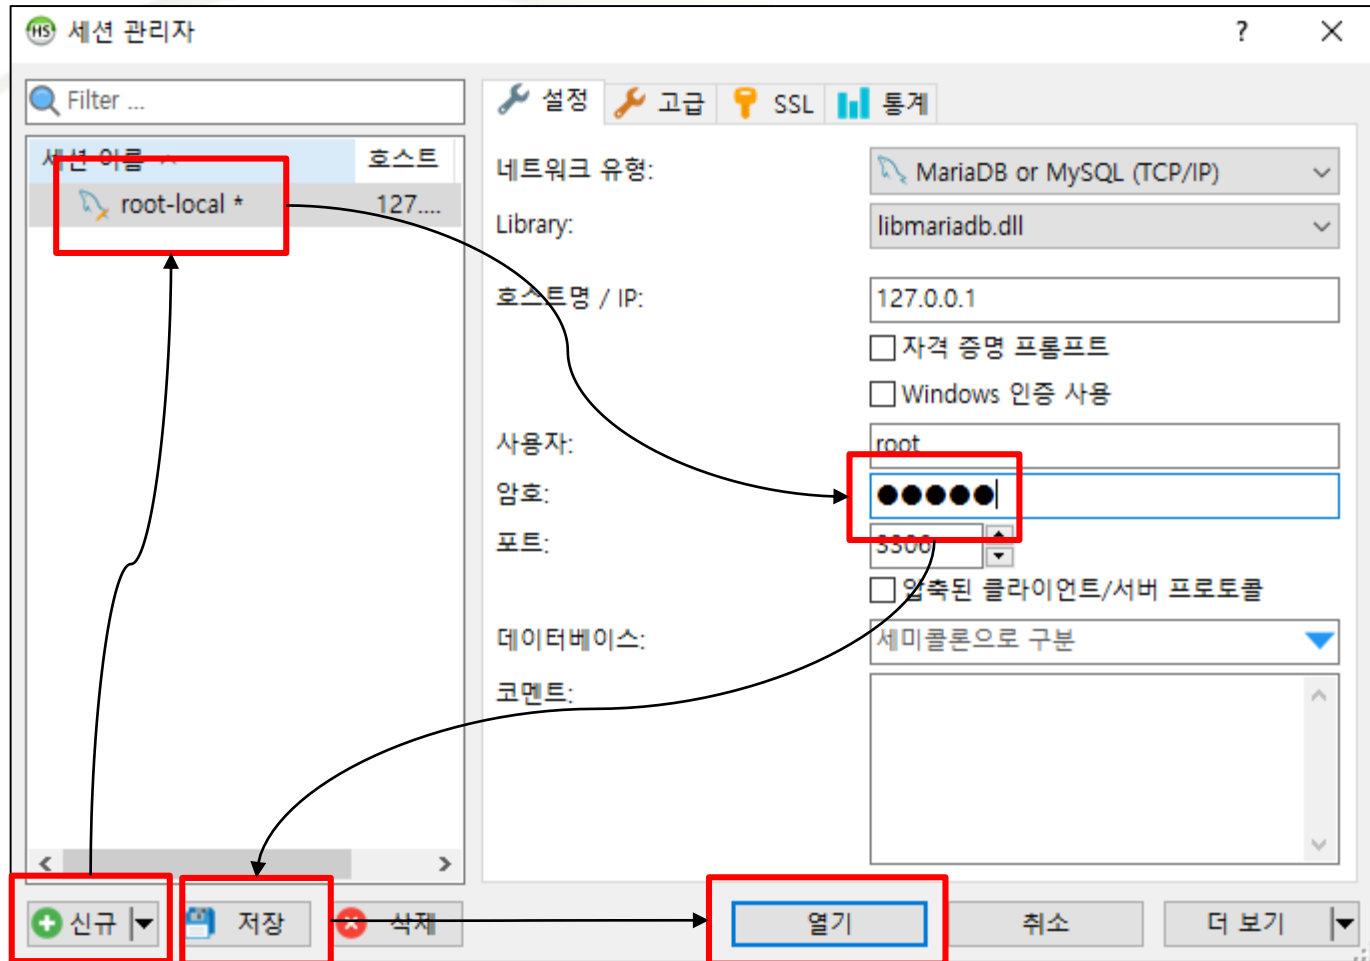 HS 세션 관리자 ?
Filter ...
설정 고급 SSL 통계
세션 이름 호스트
root-local * 127....
네트워크 유형: MariaDB or MySQL (TCP/IP)
Library: libmariadb.dll
호스트명 / IP: 127.0.0.1
자격 증명 프롬프트
Windows 인증 사용
사용자: root
암호: ●●●●●
포트: 3306
압축된 클라이언트/서버 프로토콜
데이터베이스: 세미콜론으로 구분
코멘트:
신규 저장 삭제 열기 취소 더 보기